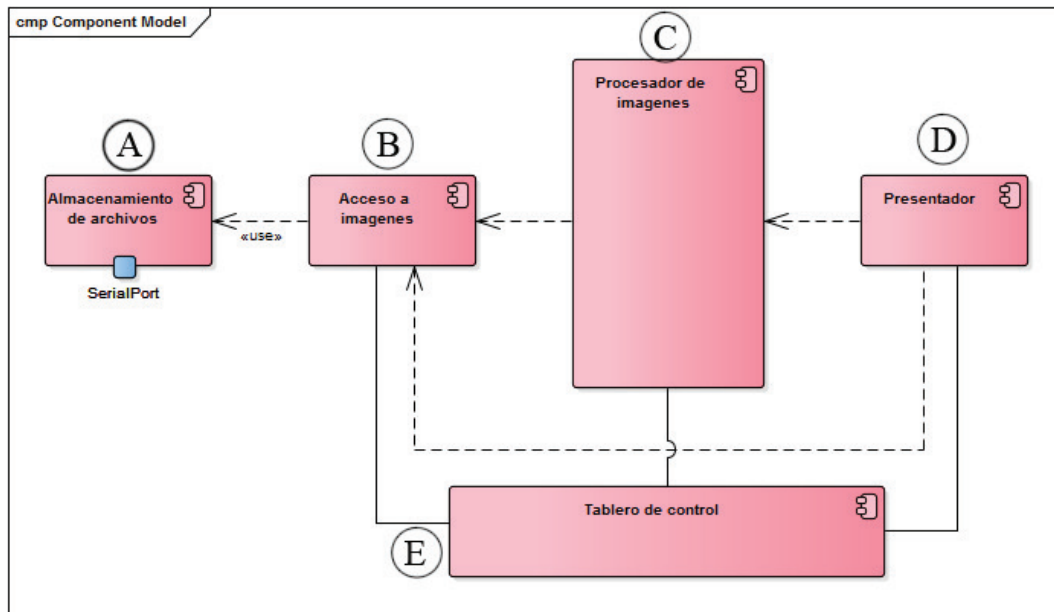 cmp Component Model
C
Procesador de
imagenes
A
B
D
Almacenamiento
de archivos
Acceso a
imagenes
Presentador
«use»
SerialPort
Tablero de control
E